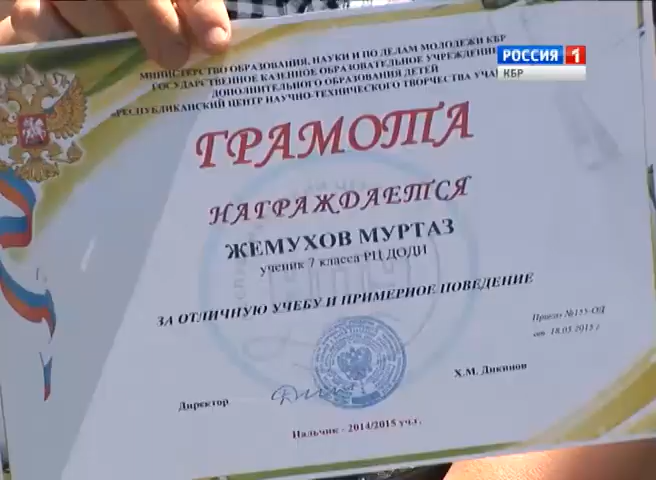 МИНИСТЕРСТВО ОБРАЗОВАНИЯ, НАУКИ И ПО ДЕЛАМ МОЛОДЕЖИ КБР
ГОСУДАРСТВЕННОЕ КАЗЕННОЕ ОБРАЗОВАТЕЛЬНОЕ УЧРЕЖДЕНИЕ
ДОПОЛНИТЕЛЬНОГО ОБРАЗОВАНИЯ ДЕТЕЙ
«РЕСПУБЛИКАНСКИЙ ЦЕНТР НАУЧНО-ТЕХНИЧЕСКОГО ТВОРЧЕСТВА
РОССИЯ 1
КБР
ГРАМОТА
НАГРАЖДАЕТСЯ
ЖЕМУХОВ МУРТАЗ
ученик 7 класса РЦ ДОДИ
ЗА ОТЛИЧНУЮ УЧЕБУ И ПРИМЕРНОЕ ПОВЕДЕНИЕ
Приказ №155-ОД
от 18.05.2015 г
Директор
Х.М. Дикинов
Нальчик - 2014/2015 уч.г.